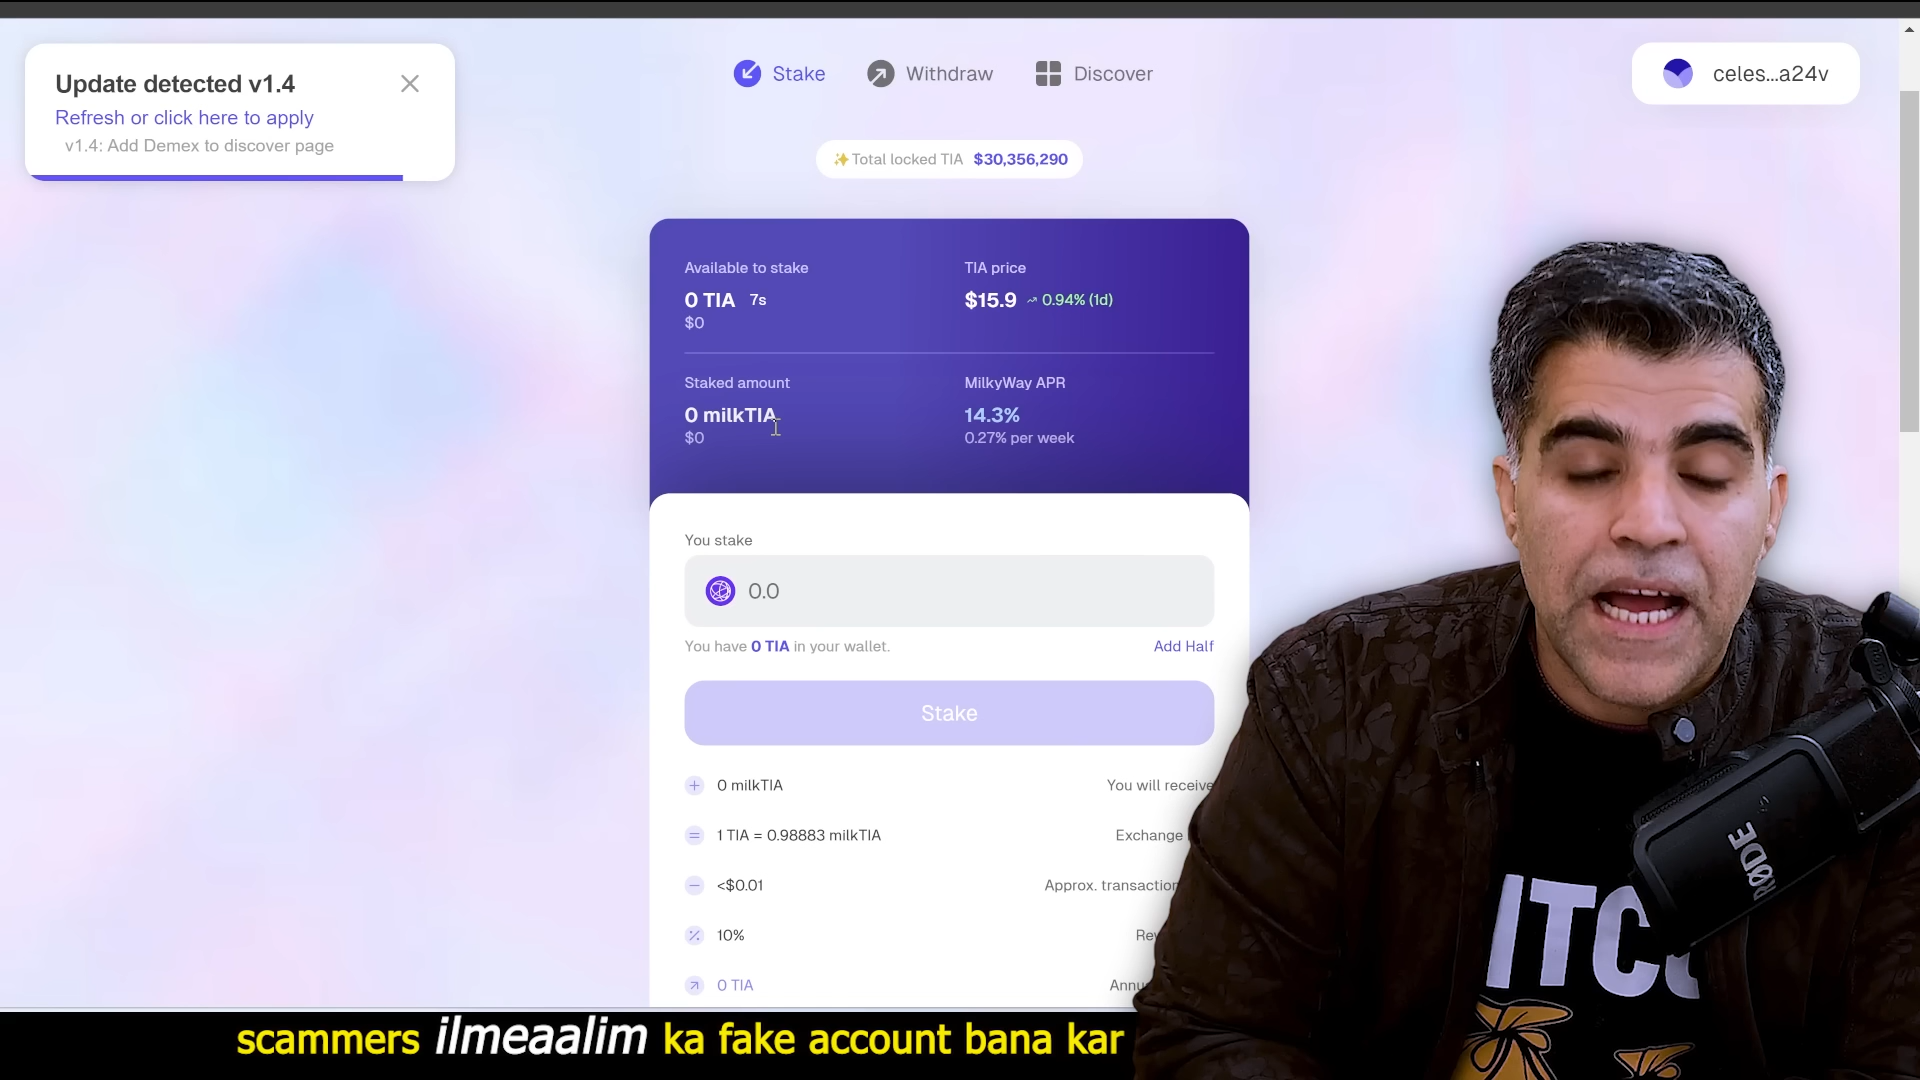 Update detected v1.4
Refresh or click here to apply
v1.4: Add Demex to discover page
Stake
Withdraw
Discover
celes...a24v
✨Total locked TIA $30,356,290
Available to stake
0 TIA 7s
$0
TIA price
$15.9 0.94% (1d)
Staked amount
0 milkTIA
$0
MilkyWay APR
14.3%
0.27% per week
You stake
0.0
You have 0 TIA in your wallet.
Add Half
Stake
0 milkTIA
You will receive
1 TIA = 0.98883 milkTIA
Exchange
<$0.01
Approx. transaction
10%
0 TIA
RØDE
ITC
scammers ilmeaalim ka fake account bana kar